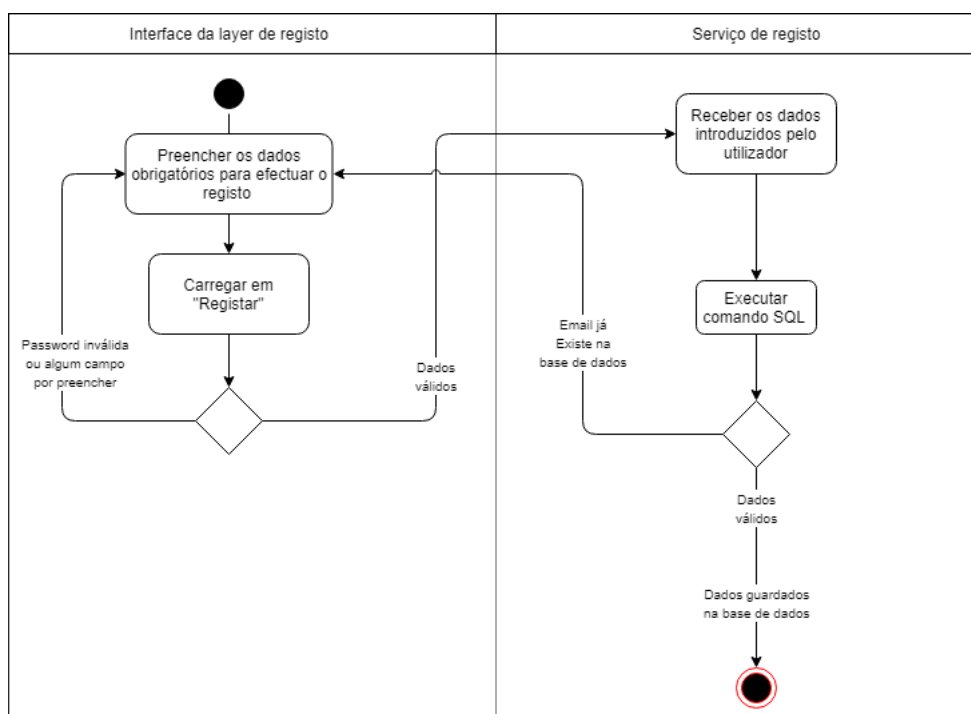 Interface da layer de registo
Serviço de registo
Preencher os dados
obrigatórios para efectuar o
registo
Carregar em
"Registar"
Password inválida
ou algum campo
por preencher
Dados
válidos
Receber os dados
introduzidos pelo
utilizador
Executar
comando SQL
Email já
Existe na
base de dados
Dados
válidos
Dados guardados
na base de dados